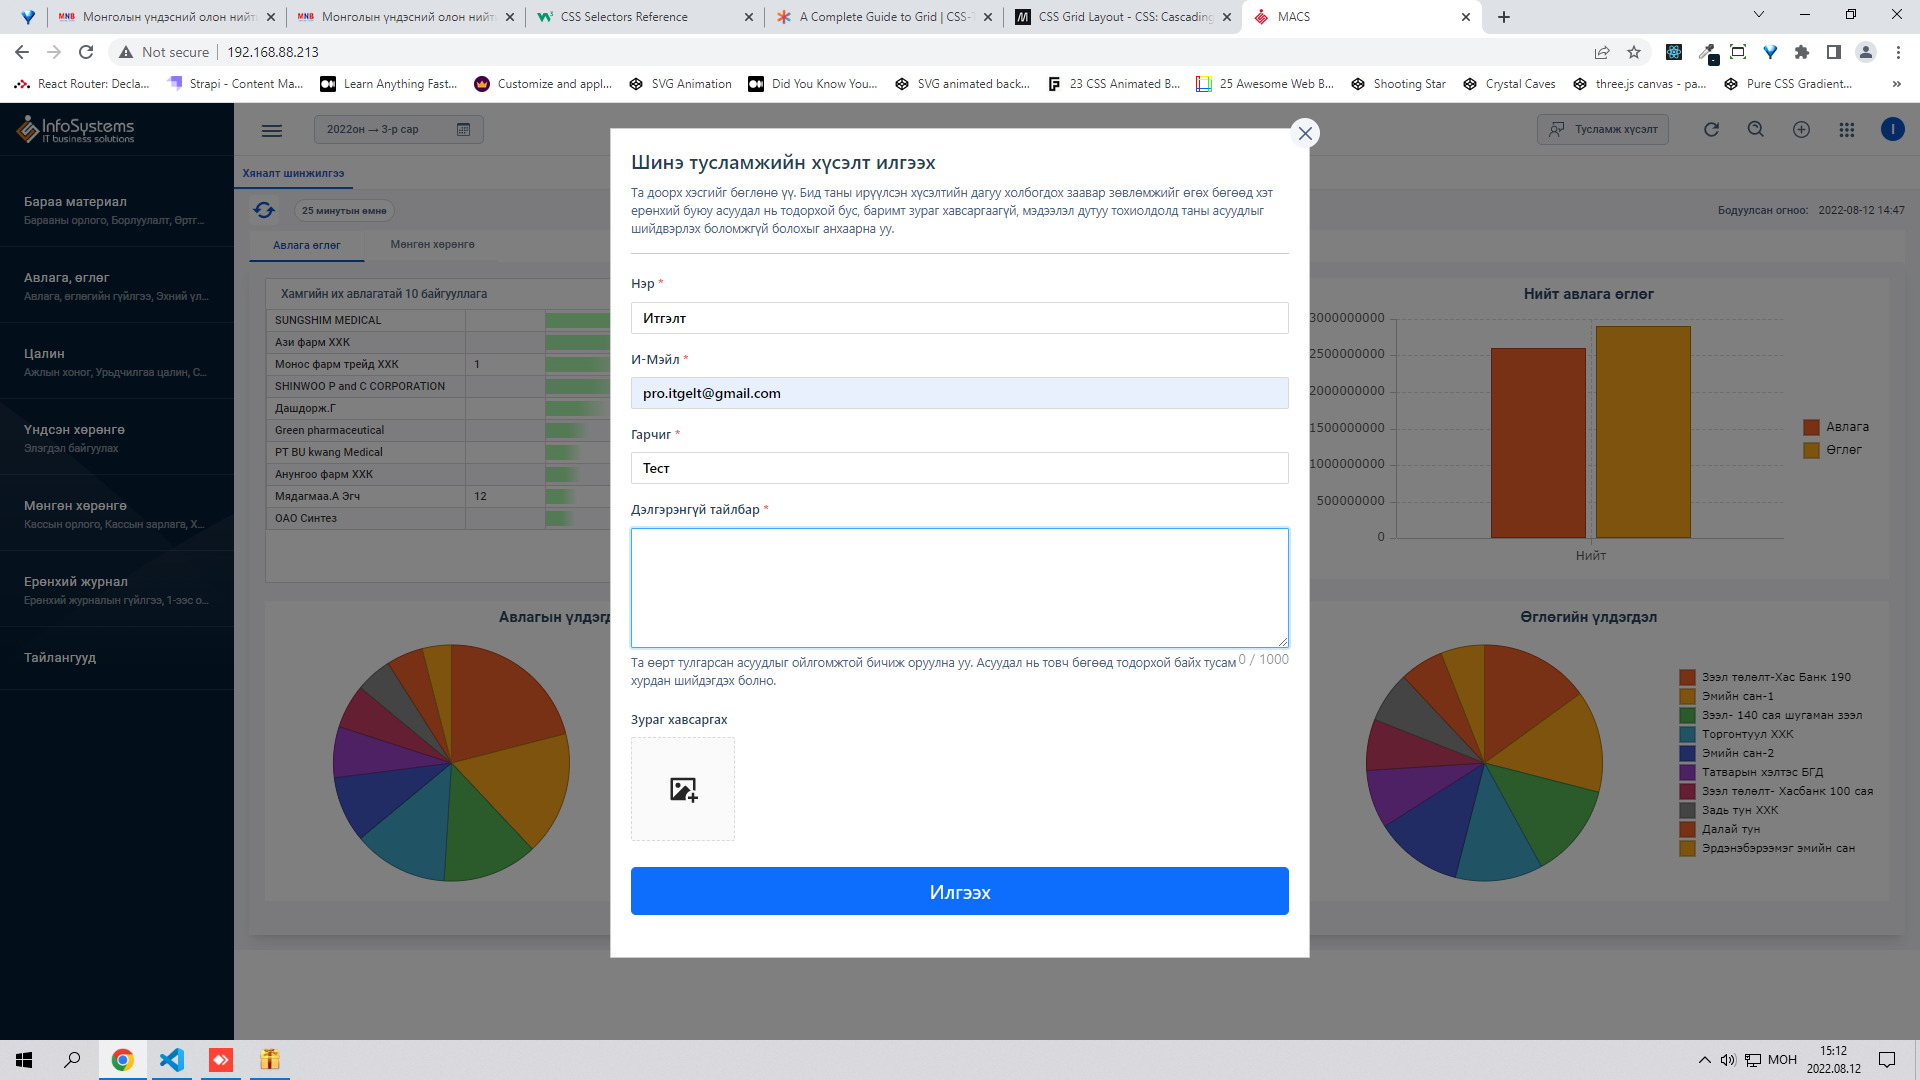 Монголын үндэсний олон нийт
Монголын үндэсний олон нийт
CSS Selectors Reference
A Complete Guide to Grid | CSS-T
CSS Grid Layout - CSS: Cascading
MACS
Not secure
192.168.88.213
React Router: Decla...
Strapi - Content Ma...
Learn Anything Fast...
Customize and appl...
SVG Animation
Did You Know You...
SVG animated back...
23 CSS Animated B...
25 Awesome Web B...
Shooting Star
Crystal Caves
three.js canvas - pa...
Pure CSS Gradient...
InfoSystems
IT business solutions
2022он → 3-р сар
Тусламж хүсэлт
I
Хяналт шинжилгээ
25 минутын өмнө
Бодуулсан огноо: 2022-08-12 14:47
Авлага өглөг
Мөнгөн хөрөнгө
Бараа материал
Барааны орлого, Борлуулалт, Өртг...
Авлага, өглөг
Авлага, өглөгийн гүйлгээ, Эхний үл...
Цалин
Ажлын хоног, Урьдчилгаа цалин, С...
Үндсэн хөрөнгө
Элэгдэл байгуулах
Мөнгөн хөрөнгө
Кассын орлого, Кассын зарлага, Х...
Ерөнхий журнал
Ерөнхий журналын гүйлгээ, 1-ээс о...
Тайлангууд
Хамгийн их авлагатай 10 байгууллага
SUNGSHIM MEDICAL
Ази фарм ХХК
Монос фарм трейд ХХК 1
SHINWOO P and C CORPORATION
Дашдорж.Г
Green pharmaceutical
PT BU kwang Medical
Анунгоо фарм ХХК
Мядагмаа.А Эгч 12
ОАО Синтез
Авлагын үлдэгд
Шинэ тусламжийн хүсэлт илгээх
Та доорх хэсгийг бөглөнө үү. Бид таны ирүүлсэн хүсэлтийн дагуу холбогдох заавар зөвлөмжийг өгөх бөгөөд хэт
ерөнхий буюу асуудал нь тодорхой бус, баримт зураг хавсаргаагүй, мэдээлэл дутуу тохиолдолд таны асуудлыг
шийдвэрлэх боломжгүй болохыг анхаарна уу.
Нэр *
Итгэлт
И-Мэйл *
pro.itgelt@gmail.com
Гарчиг *
Тест
Дэлгэрэнгүй тайлбар *
Та өөрт тулгарсан асуудлыг ойлгомжтой бичиж оруулна уу. Асуудал нь товч бөгөөд тодорхой байх тусам
хурдан шийдэгдэх болно.
0 / 1000
Зураг хавсаргах
Илгээх
Нийт авлага өглөг
3000000000
2500000000
2000000000
1500000000
1000000000
500000000
0
Нийт
Авлага
Өглөг
Өглөгийн үлдэгдэл
Зээл төлөлт-Хас Банк 190
Эмийн сан-1
Зээл- 140 сая шугаман зээл
Торгонтуул ХХК
Эмийн сан-2
Татварын хэлтэс БГД
Зээл төлөлт- Хасбанк 100 сая
Задь тун ХХК
Далай тун
Эрдэнэбэрээмэг эмийн сан
МОН
15:12
2022.08.12